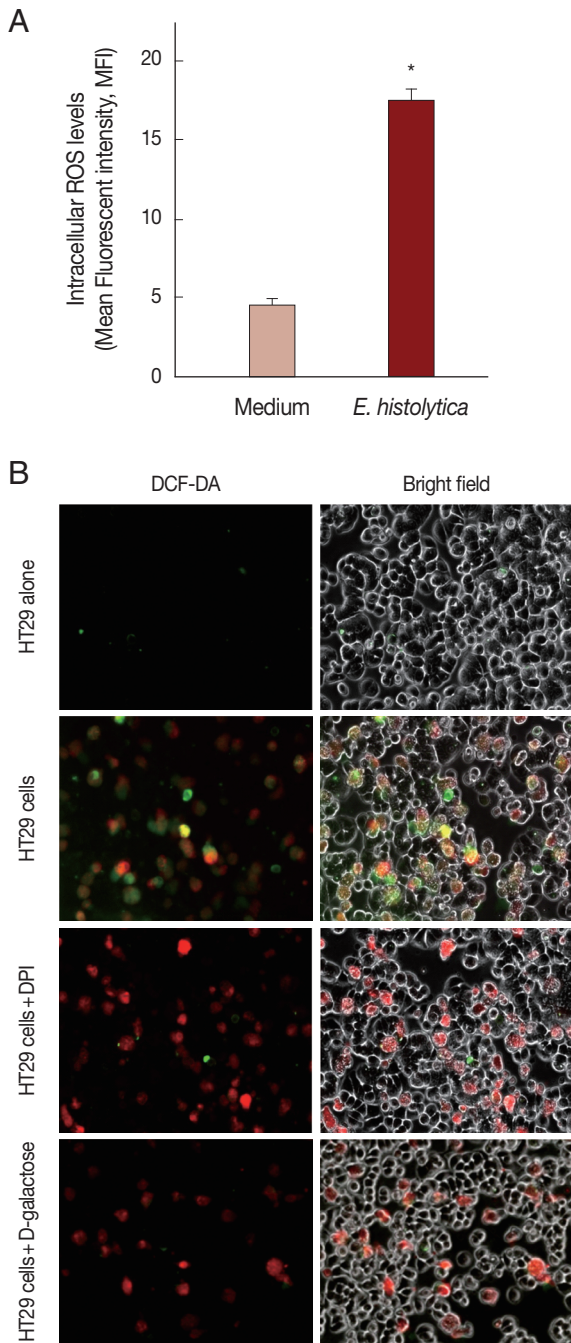 A
Intracellular ROS levels
(Mean Fluorescent intensity, MFI)
20
15
10
5
0
*
Medium
E. histolytica
B
DCF-DA
Bright field
HT29 alone
HT29 cells
HT29 cells+DPI
HT29 cells+D-galactose